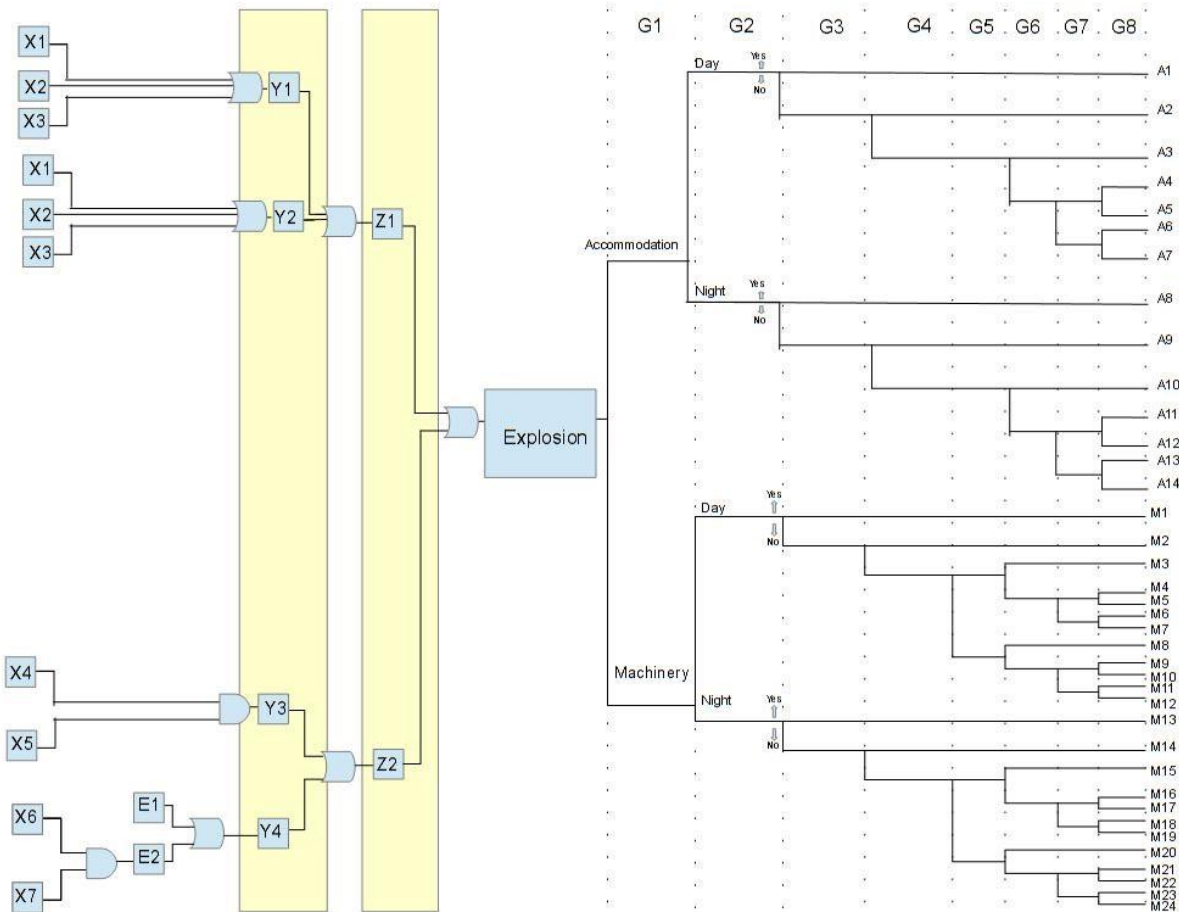 G1 G2 G3 G4 G5 G6 G7 G8
X1
X2
X3
Y1
X1
X2
X3
Y2
Z1
X4
X5
Y3
Z2
E1
X6
E2
Y4
X7
Explosion
Accommodation
Day
Yes
No
A1
A2
A3
A4
A5
A6
A7
Night
Yes
No
A8
A9
A10
A11
A12
A13
A14
Machinery
Day
Yes
No
M1
M2
M3
M4
M5
M6
M7
M8
M9
M10
M11
M12
Night
Yes
No
M13
M14
M15
M16
M17
M18
M19
M20
M21
M22
M23
M24